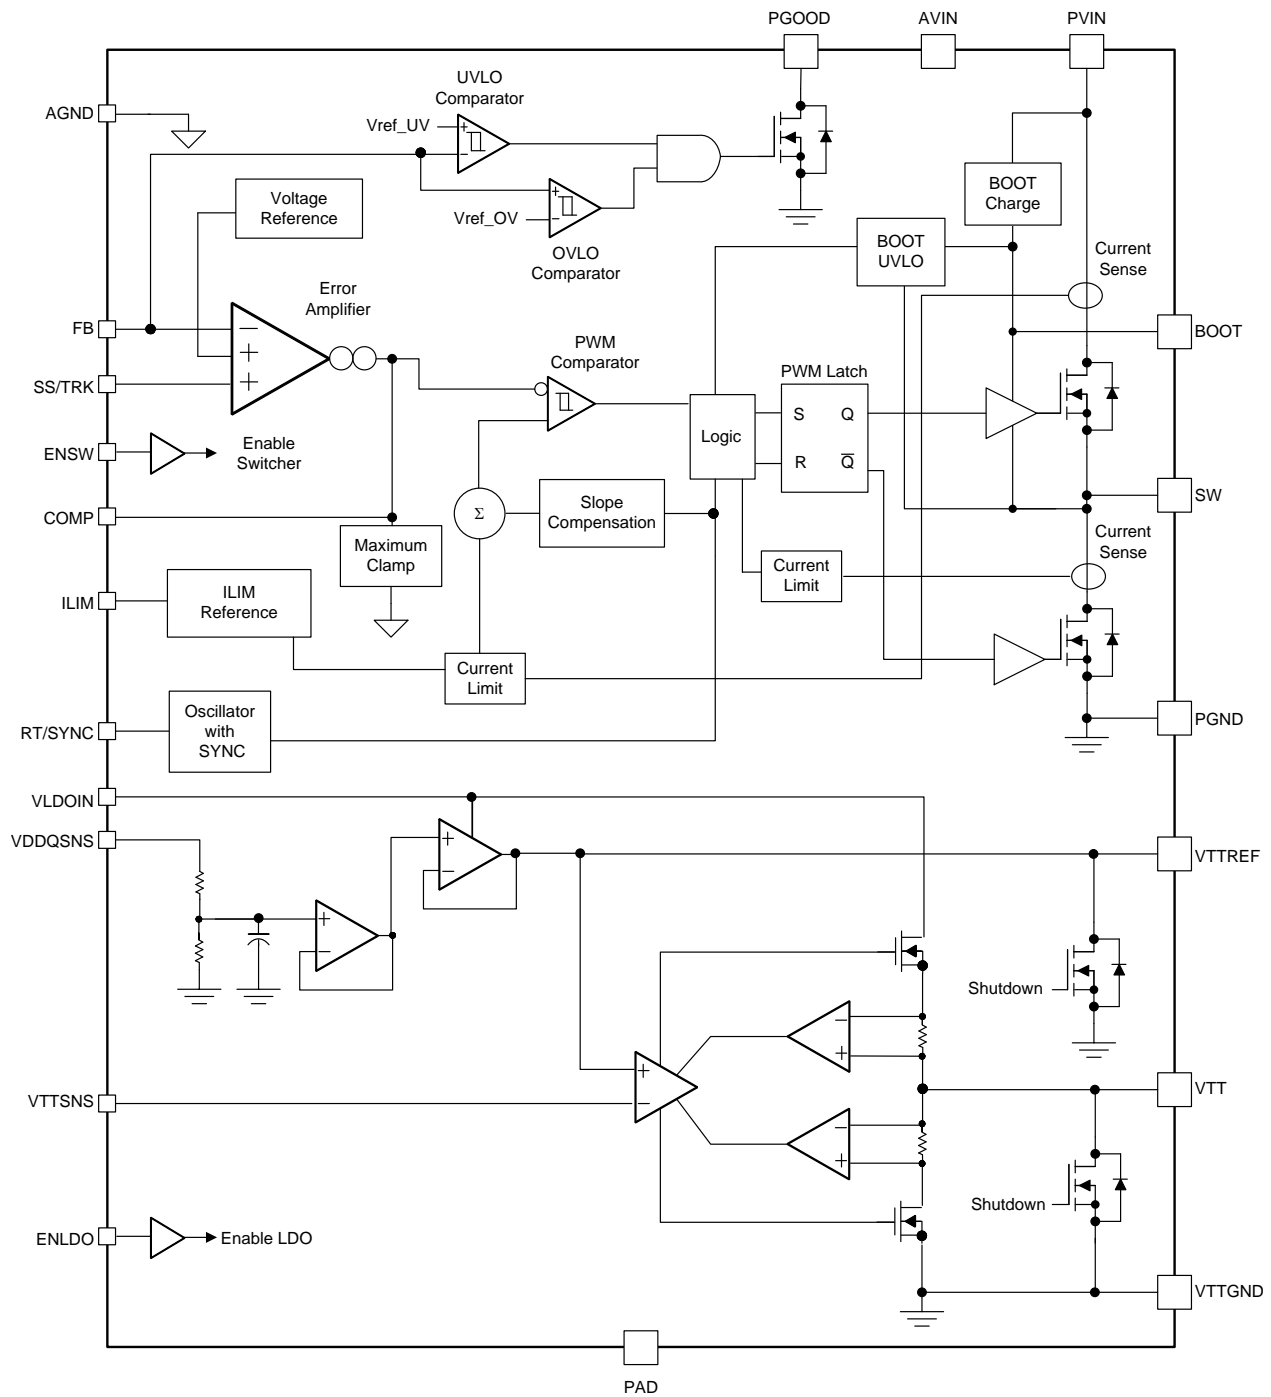 PGOOD
AVIN
PVIN
AGND
UVLO
Comparator
Vref_UV
+
-
Voltage
Reference
+
-
Vref_OV
OVLO
Comparator
BOOT
Charge
BOOT
UVLO
Current
Sense
Error
Amplifier
FB
−
+
+
SS/TRK
BOOT
PWM
Comparator
PWM Latch
S
Q
R
Q̅
Logic
ENSW
Enable
Switcher
SW
COMP
Σ
Slope
Compensation
Maximum
Clamp
Current
Sense
Current
Limit
ILIM
ILIM
Reference
Current
Limit
RT/SYNC
Oscillator
with
SYNC
PGND
VLDOIN
VDDQSNS
+
−
VTTREF
+
−
Shutdown
−
+
+
−
VTTSNS
VTT
−
+
Shutdown
ENLDO
Enable LDO
VTTGND
PAD